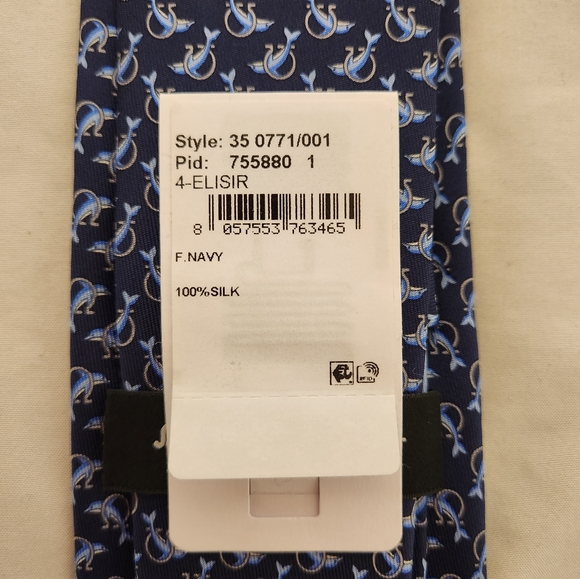 Style: 35 0771/001
Pid: 755880 1
4-ELISIR
8 057553 763465
F.NAVY
100%SILK